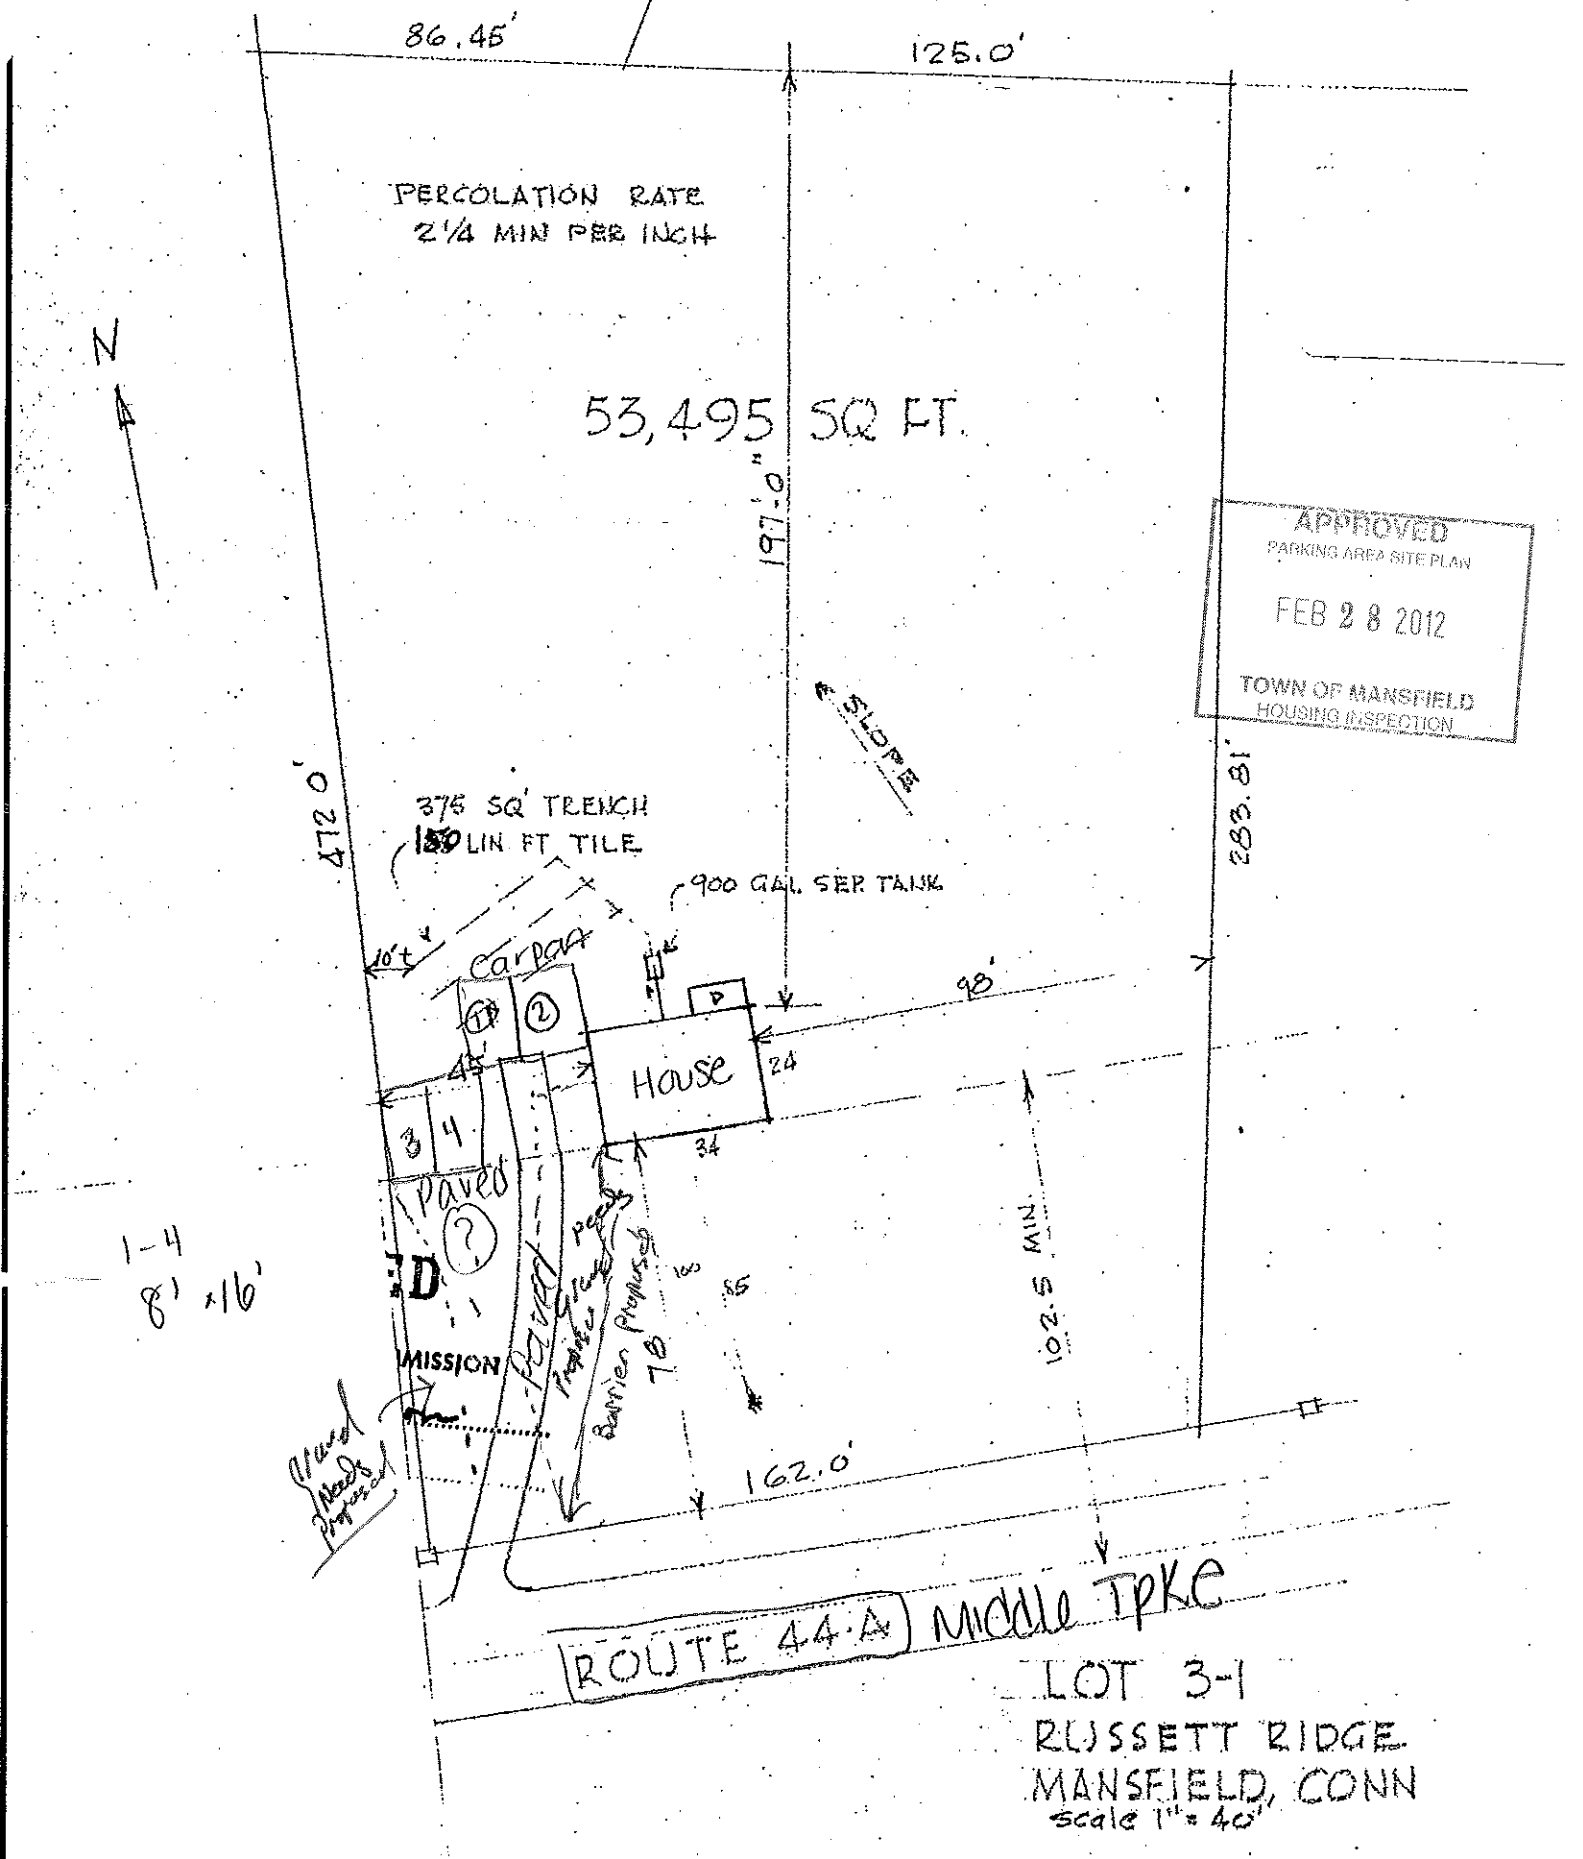 86.45'
125.0'
PERCOLATION RATE
2 1/4 MIN PER INCH
N
53,495 SQ FT.
197'-0"
APPROVED
PARKING AREA SITE PLAN
FEB 28 2012
TOWN OF MANSFIELD
HOUSING INSPECTION
SLOPE
472.0'
283.81'
375 SQ' TRENCH
150 LIN FT TILE
900 GAL SEP. TANK
10'±
Carport
1
2
D
98'
45'
House
24
34
3
4
Paved
?
1-4
8' x16'
D
MISSION
Paved
Barrier Proposed
78
100
85
102.5 MIN.
162.0'
ROUTE 44-A Middle TPKE
LOT 3-1
RUSSETT RIDGE
MANSFIELD, CONN
scale 1" = 40'